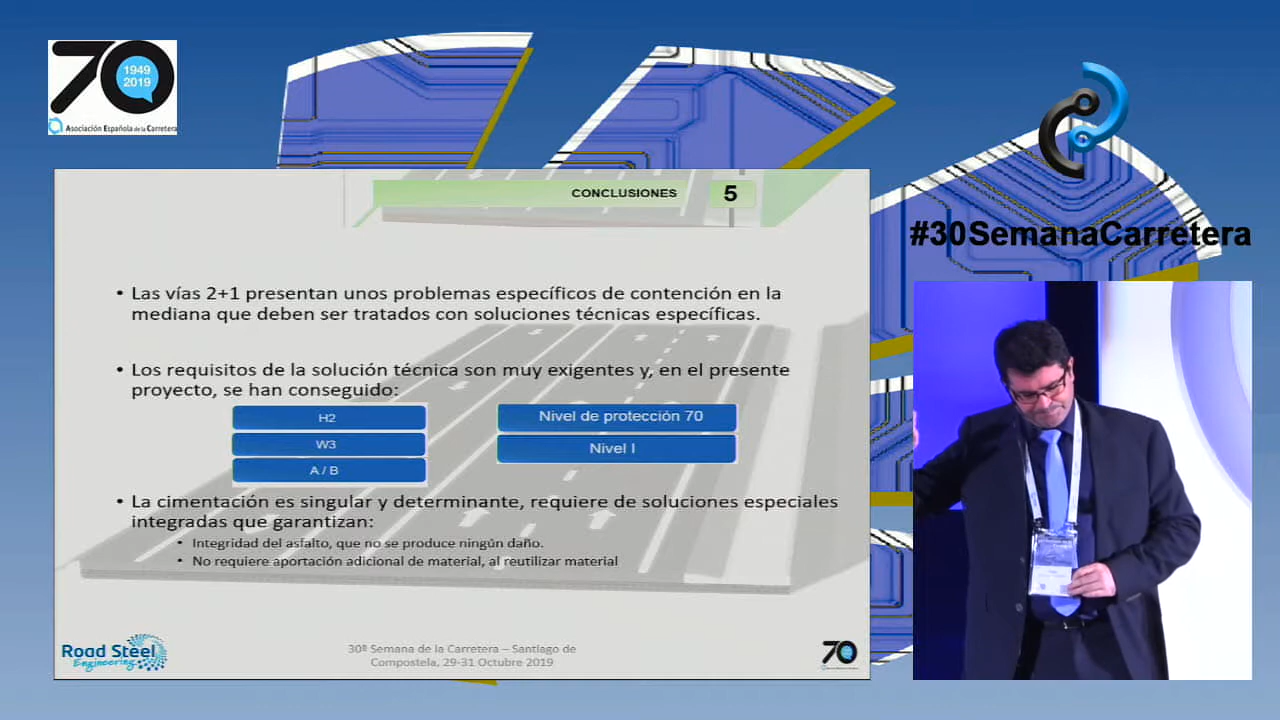 70
1949
2019
Asociación Española de la Carretera
CONCLUSIONES 5
#30SemanaCarretera
• Las vías 2+1 presentan unos problemas específicos de contención en la
mediana que deben ser tratados con soluciones técnicas específicas.
• Los requisitos de la solución técnica son muy exigentes y, en el presente
proyecto, se han conseguido:
H2
W3
A / B
Nivel de protección 70
Nivel I
• La cimentación es singular y determinante, requiere de soluciones especiales
integradas que garantizan:
• Integridad del asfalto, que no se produce ningún daño.
• No requiere aportación adicional de material, al reutilizar material
Road Steel
Engineering
30º Semana de la Carretera – Santiago de
Compostela, 29-31 Octubre 2019
70